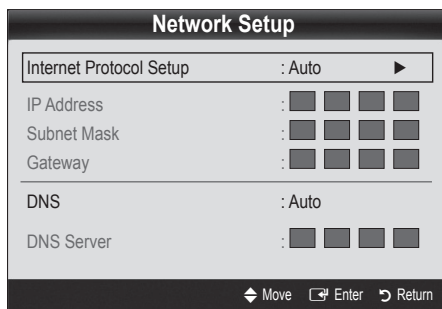 Network Setup
Internet Protocol Setup : Auto ▶
IP Address :
Subnet Mask :
Gateway :
DNS : Auto
DNS Server :
Move Enter Return